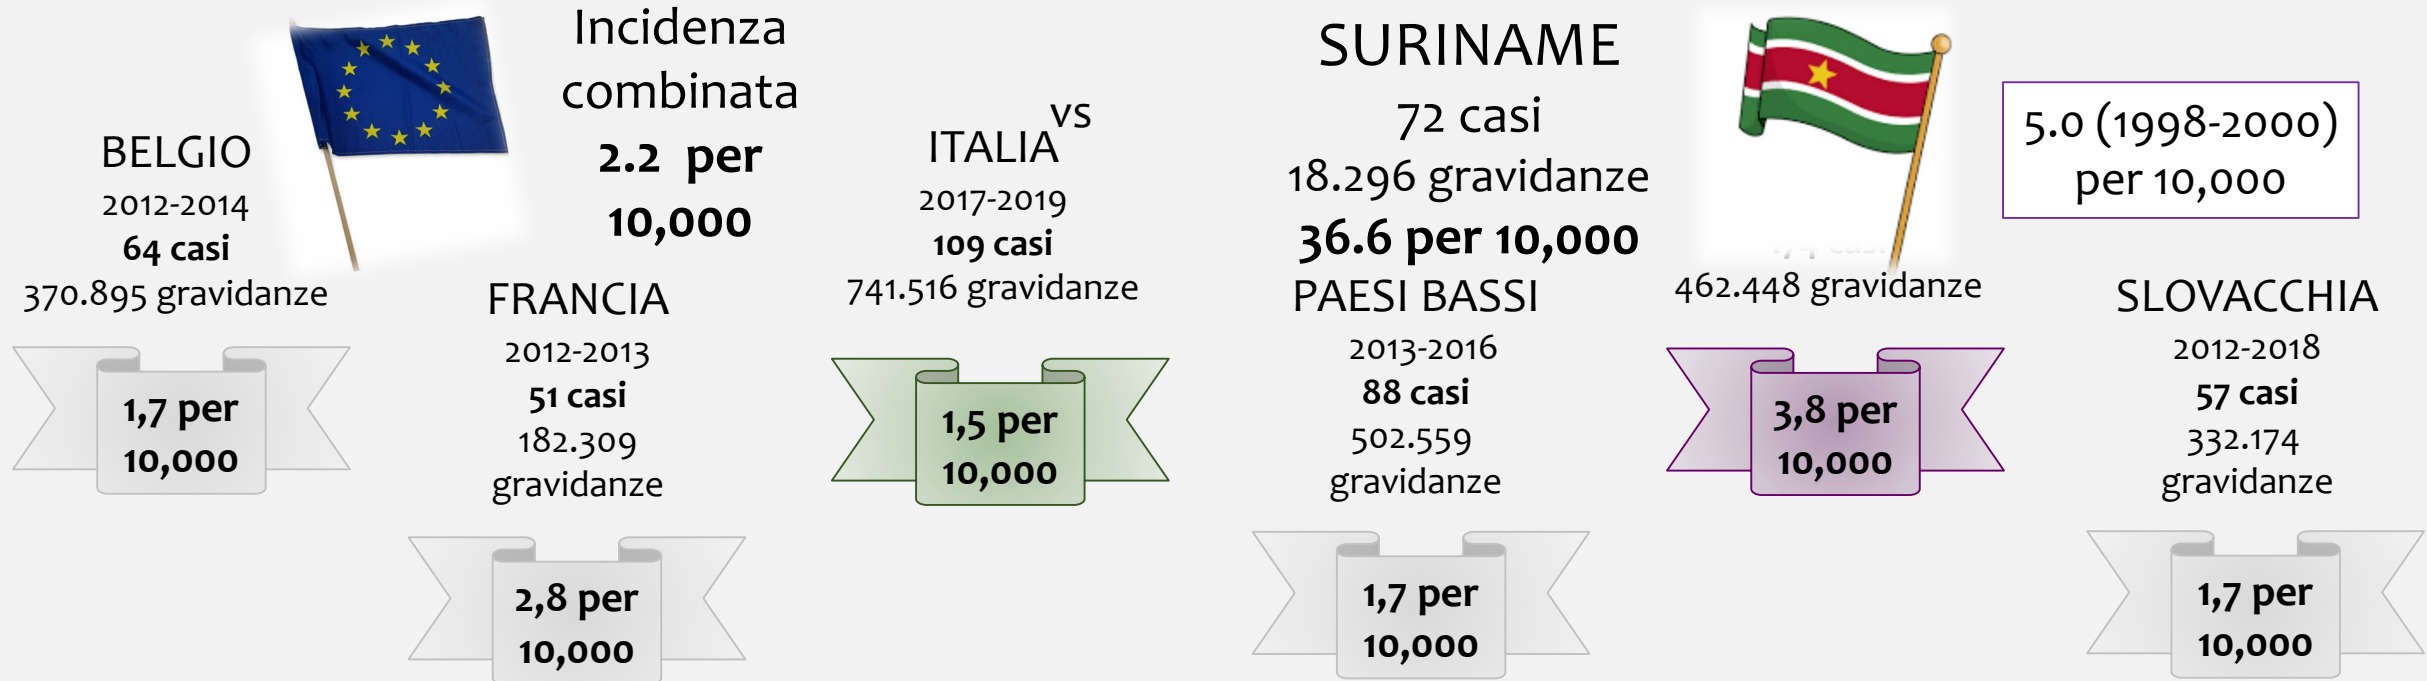 Incidenza
combinata
2.2 per
10,000
vs
SURINAME
72 casi
18.296 gravidanze
36.6 per 10,000
5.0 (1998-2000)
per 10,000
BELGIO
2012-2014
64 casi
370.895 gravidanze
1,7 per
10,000
FRANCIA
2012-2013
51 casi
182.309
gravidanze
2,8 per
10,000
ITALIA
2017-2019
109 casi
741.516 gravidanze
1,5 per
10,000
PAESI BASSI
2013-2016
88 casi
502.559
gravidanze
1,7 per
10,000
462.448 gravidanze
3,8 per
10,000
SLOVACCHIA
2012-2018
57 casi
332.174
gravidanze
1,7 per
10,000